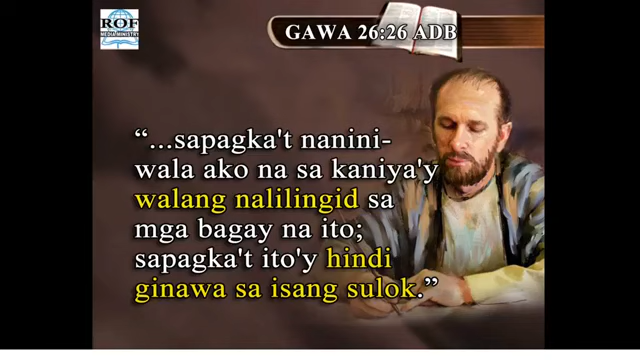 ROF
MEDIA MINISTRY
GAWA 26:26 ADB
“...sapagka't nanini-
wala ako na sa kaniya'y
walang nalilingid sa
mga bagay na ito;
sapagka't ito'y hindi
ginawa sa isang sulok.”